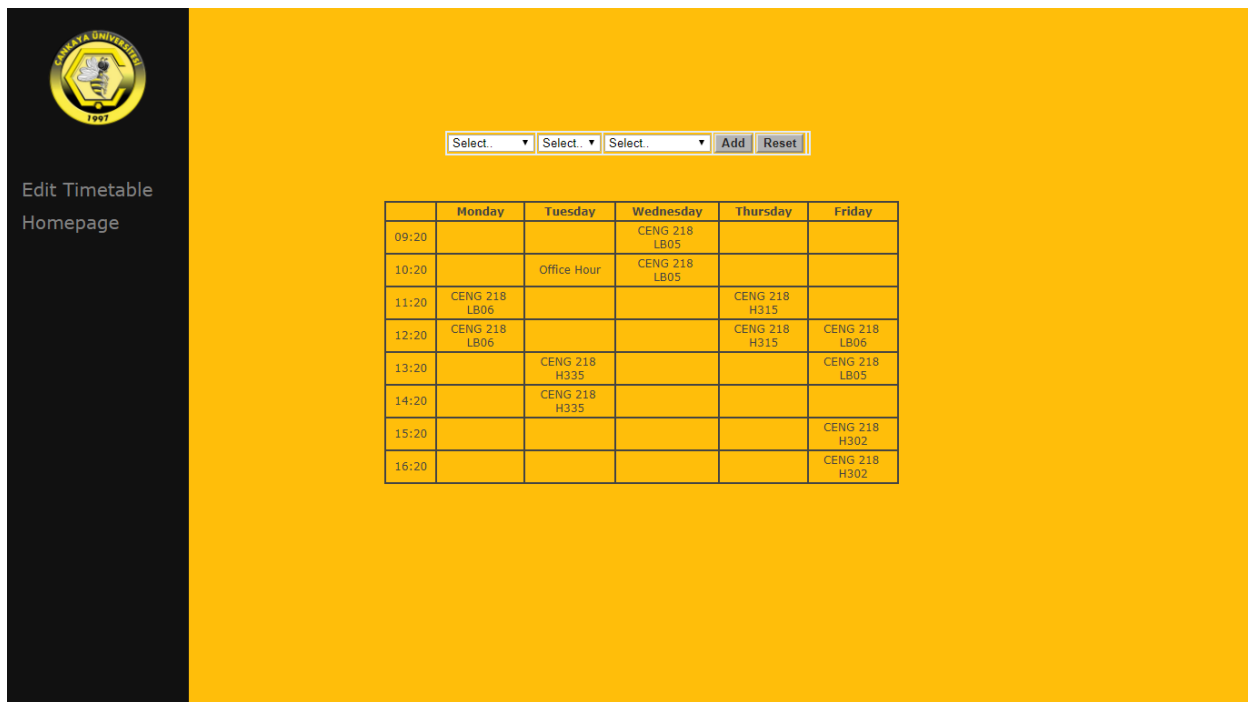 ÇANKAYA ÜNİVERSİTESİ
1997
Edit Timetable
Homepage
Select.. Select.. Select.. Add Reset
Monday Tuesday Wednesday Thursday Friday
09:20 CENG 218
LB05
10:20 Office Hour CENG 218
LB05
11:20 CENG 218 CENG 218
LB06 H315
12:20 CENG 218 CENG 218 CENG 218
LB06 H315 LB06
13:20 CENG 218 CENG 218
H335 LB05
14:20 CENG 218
H335
15:20 CENG 218
H302
16:20 CENG 218
H302